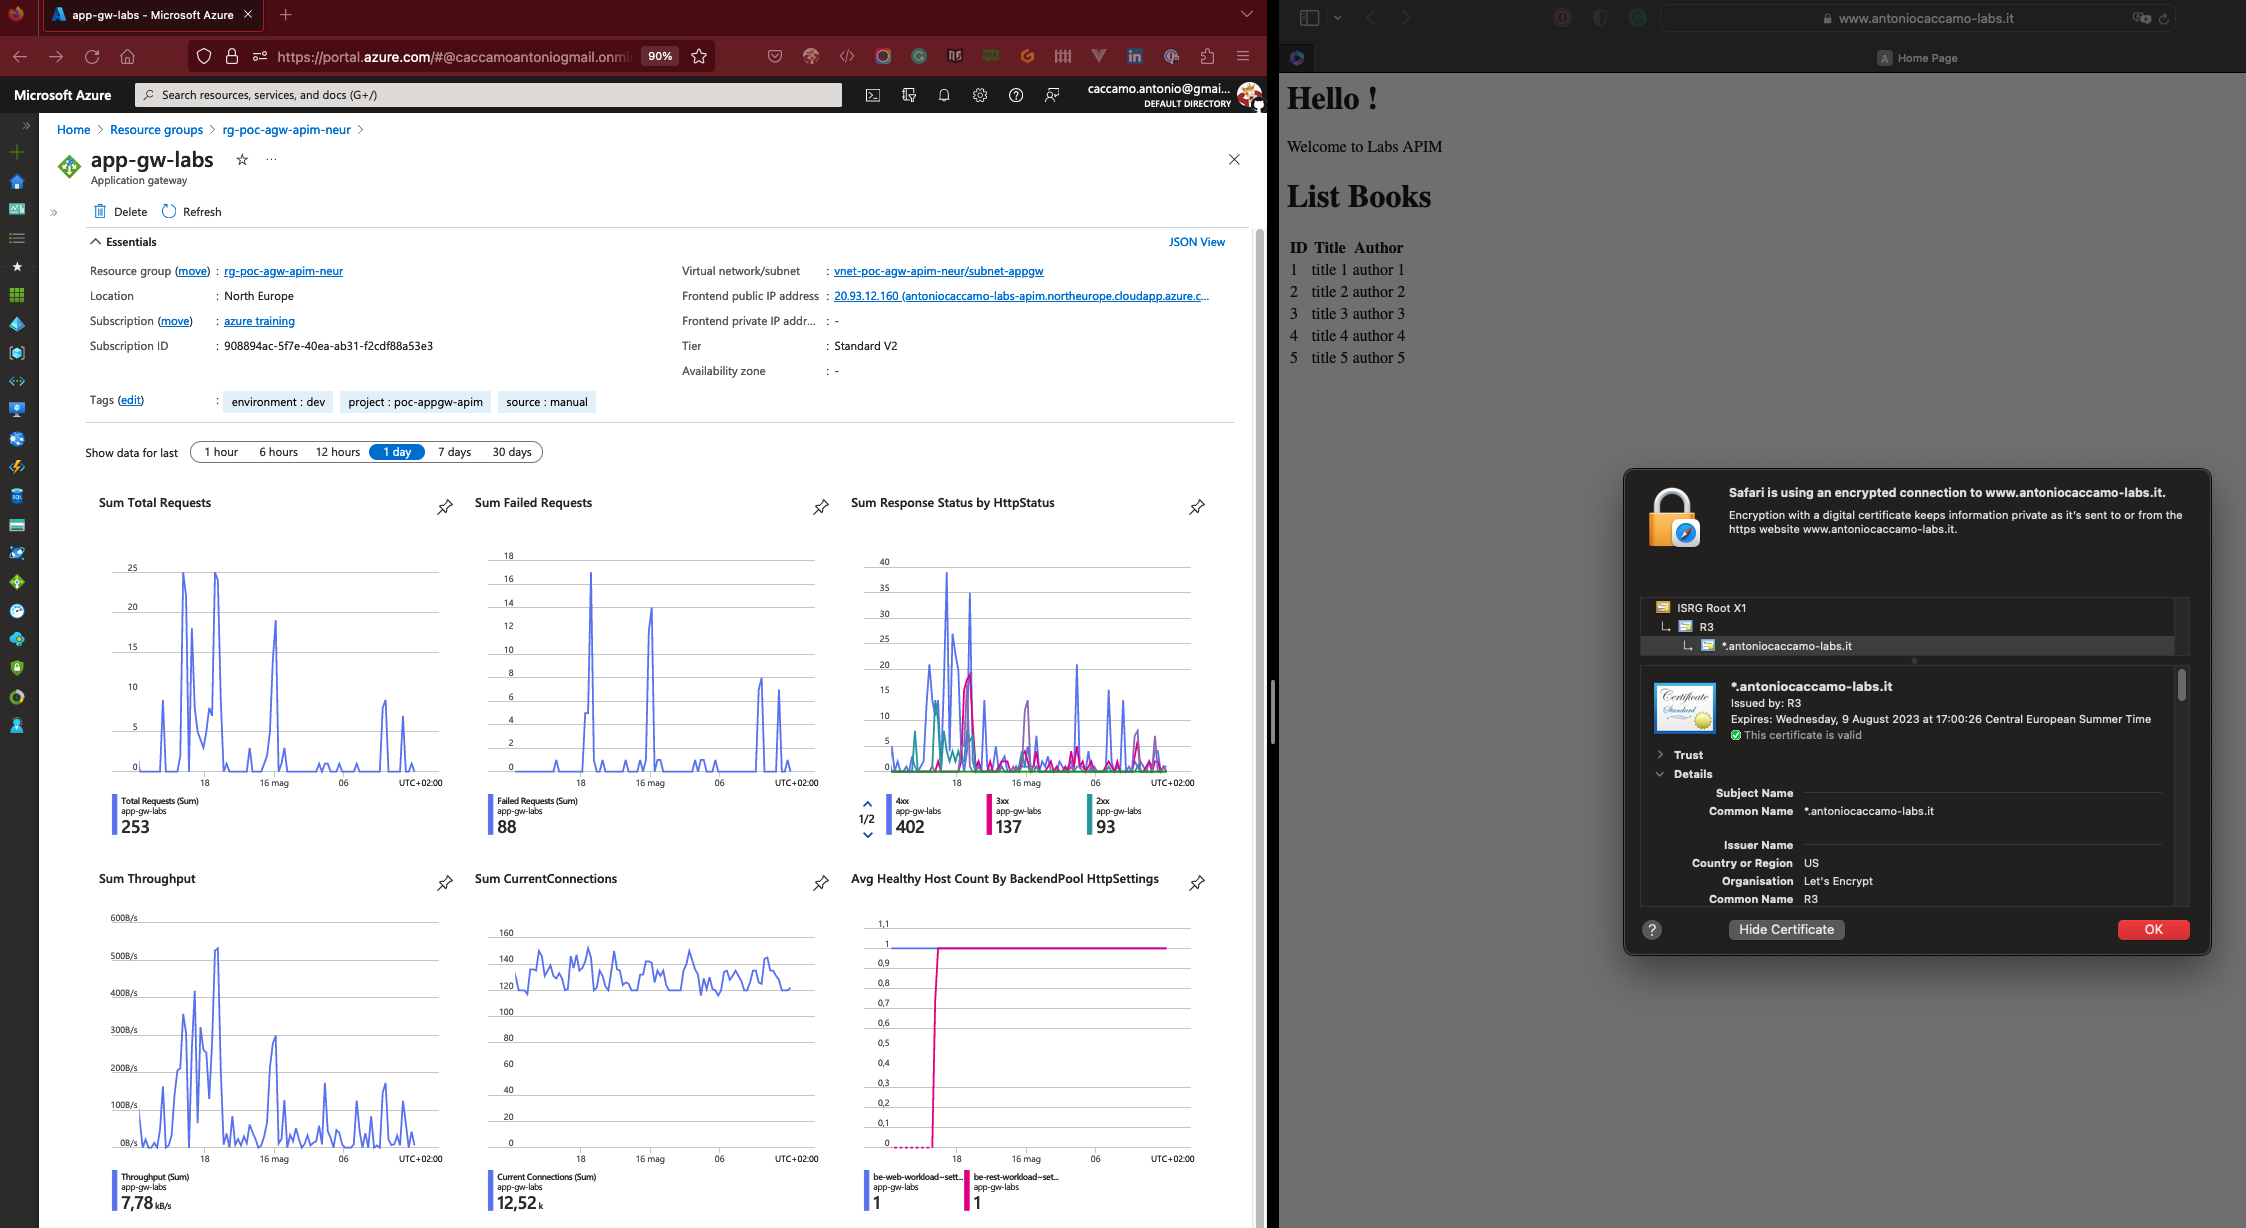 app-gw-labs - Microsoft Azure
https://portal.azure.com/#@caccamoantoniogmail.onmi
90%
Microsoft Azure
Search resources, services, and docs (G+/)
caccamo.antonio@gmai...
DEFAULT DIRECTORY
Home > Resource groups > rg-poc-agw-apim-neur >
app-gw-labs
Application gateway
Delete
Refresh
Essentials
JSON View
Resource group (move) : rg-poc-agw-apim-neur
Location : North Europe
Subscription (move) : azure training
Subscription ID : 908894ac-5f7e-40ea-ab31-f2cdf88a53e3
Virtual network/subnet : vnet-poc-agw-apim-neur/subnet-appgw
Frontend public IP address : 20.93.12.160 (antoniocaccamo-labs-apim.northeurope.cloudapp.azure.c...
Frontend private IP addr... : -
Tier : Standard V2
Availability zone : -
Tags (edit) : environment : dev project : poc-appgw-apim source : manual
Show data for last 1 hour 6 hours 12 hours 1 day 7 days 30 days
Sum Total Requests
25
20
15
10
5
0
18 16 mag 06 UTC+02:00
Total Requests (Sum)
app-gw-labs
253
Sum Failed Requests
18
16
14
12
10
8
6
4
2
0
18 16 mag 06 UTC+02:00
Failed Requests (Sum)
app-gw-labs
88
Sum Response Status by HttpStatus
40
35
30
25
20
15
10
5
0
18 16 mag 06 UTC+02:00
1/2
4xx
app-gw-labs
402
3xx
app-gw-labs
137
2xx
app-gw-labs
93
Sum Throughput
600B/s
500B/s
400B/s
300B/s
200B/s
100B/s
0B/s
18 16 mag 06 UTC+02:00
Throughput (Sum)
app-gw-labs
7,78 kB/s
Sum CurrentConnections
160
140
120
100
80
60
40
20
0
18 16 mag 06 UTC+02:00
Current Connections (Sum)
app-gw-labs
12,52 k
Avg Healthy Host Count By BackendPool HttpSettings
1,1
1
0,9
0,8
0,7
0,6
0,5
0,4
0,3
0,2
0,1
0
18 16 mag 06 UTC+02:00
be-web-workload~sett...
app-gw-labs
1
be-rest-workload~set...
app-gw-labs
1
www.antoniocaccamo-labs.it
A Home Page
Hello !
Welcome to Labs APIM
List Books
ID Title Author
1 title 1 author 1
2 title 2 author 2
3 title 3 author 3
4 title 4 author 4
5 title 5 author 5
Safari is using an encrypted connection to www.antoniocaccamo-labs.it.
Encryption with a digital certificate keeps information private as it's sent to or from the
https website www.antoniocaccamo-labs.it.
ISRG Root X1
R3
*.antoniocaccamo-labs.it
Certificate
Standard
*.antoniocaccamo-labs.it
Issued by: R3
Expires: Wednesday, 9 August 2023 at 17:00:26 Central European Summer Time
This certificate is valid
Trust
Details
Subject Name
Common Name *.antoniocaccamo-labs.it
Issuer Name
Country or Region US
Organisation Let's Encrypt
Common Name R3
?
Hide Certificate
OK